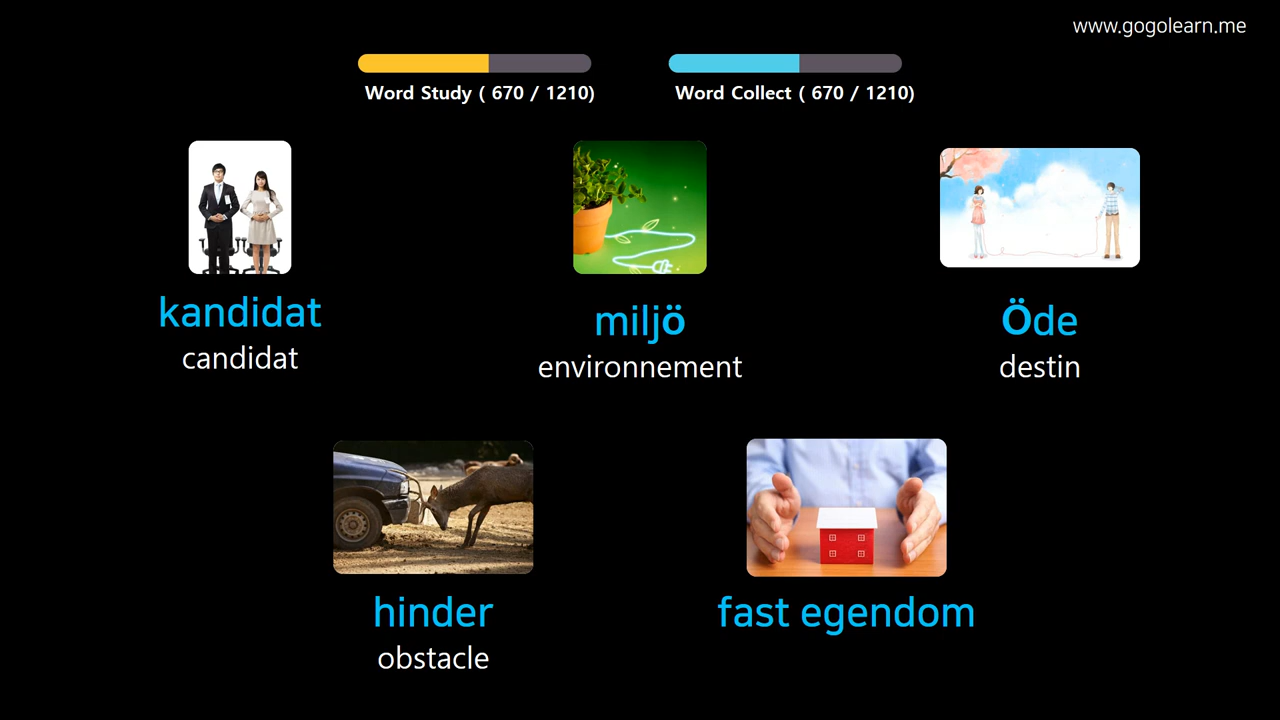 www.gogolearn.me
Word Study ( 670 / 1210)
Word Collect ( 670 / 1210)
kandidat
candidat
miljö
environnement
Öde
destin
hinder
obstacle
fast egendom